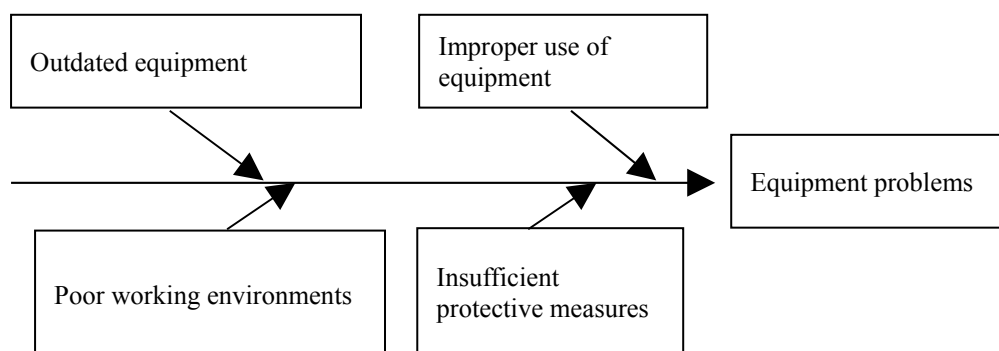 Outdated equipment
Improper use of
equipment
Equipment problems
Poor working environments
Insufficient
protective measures